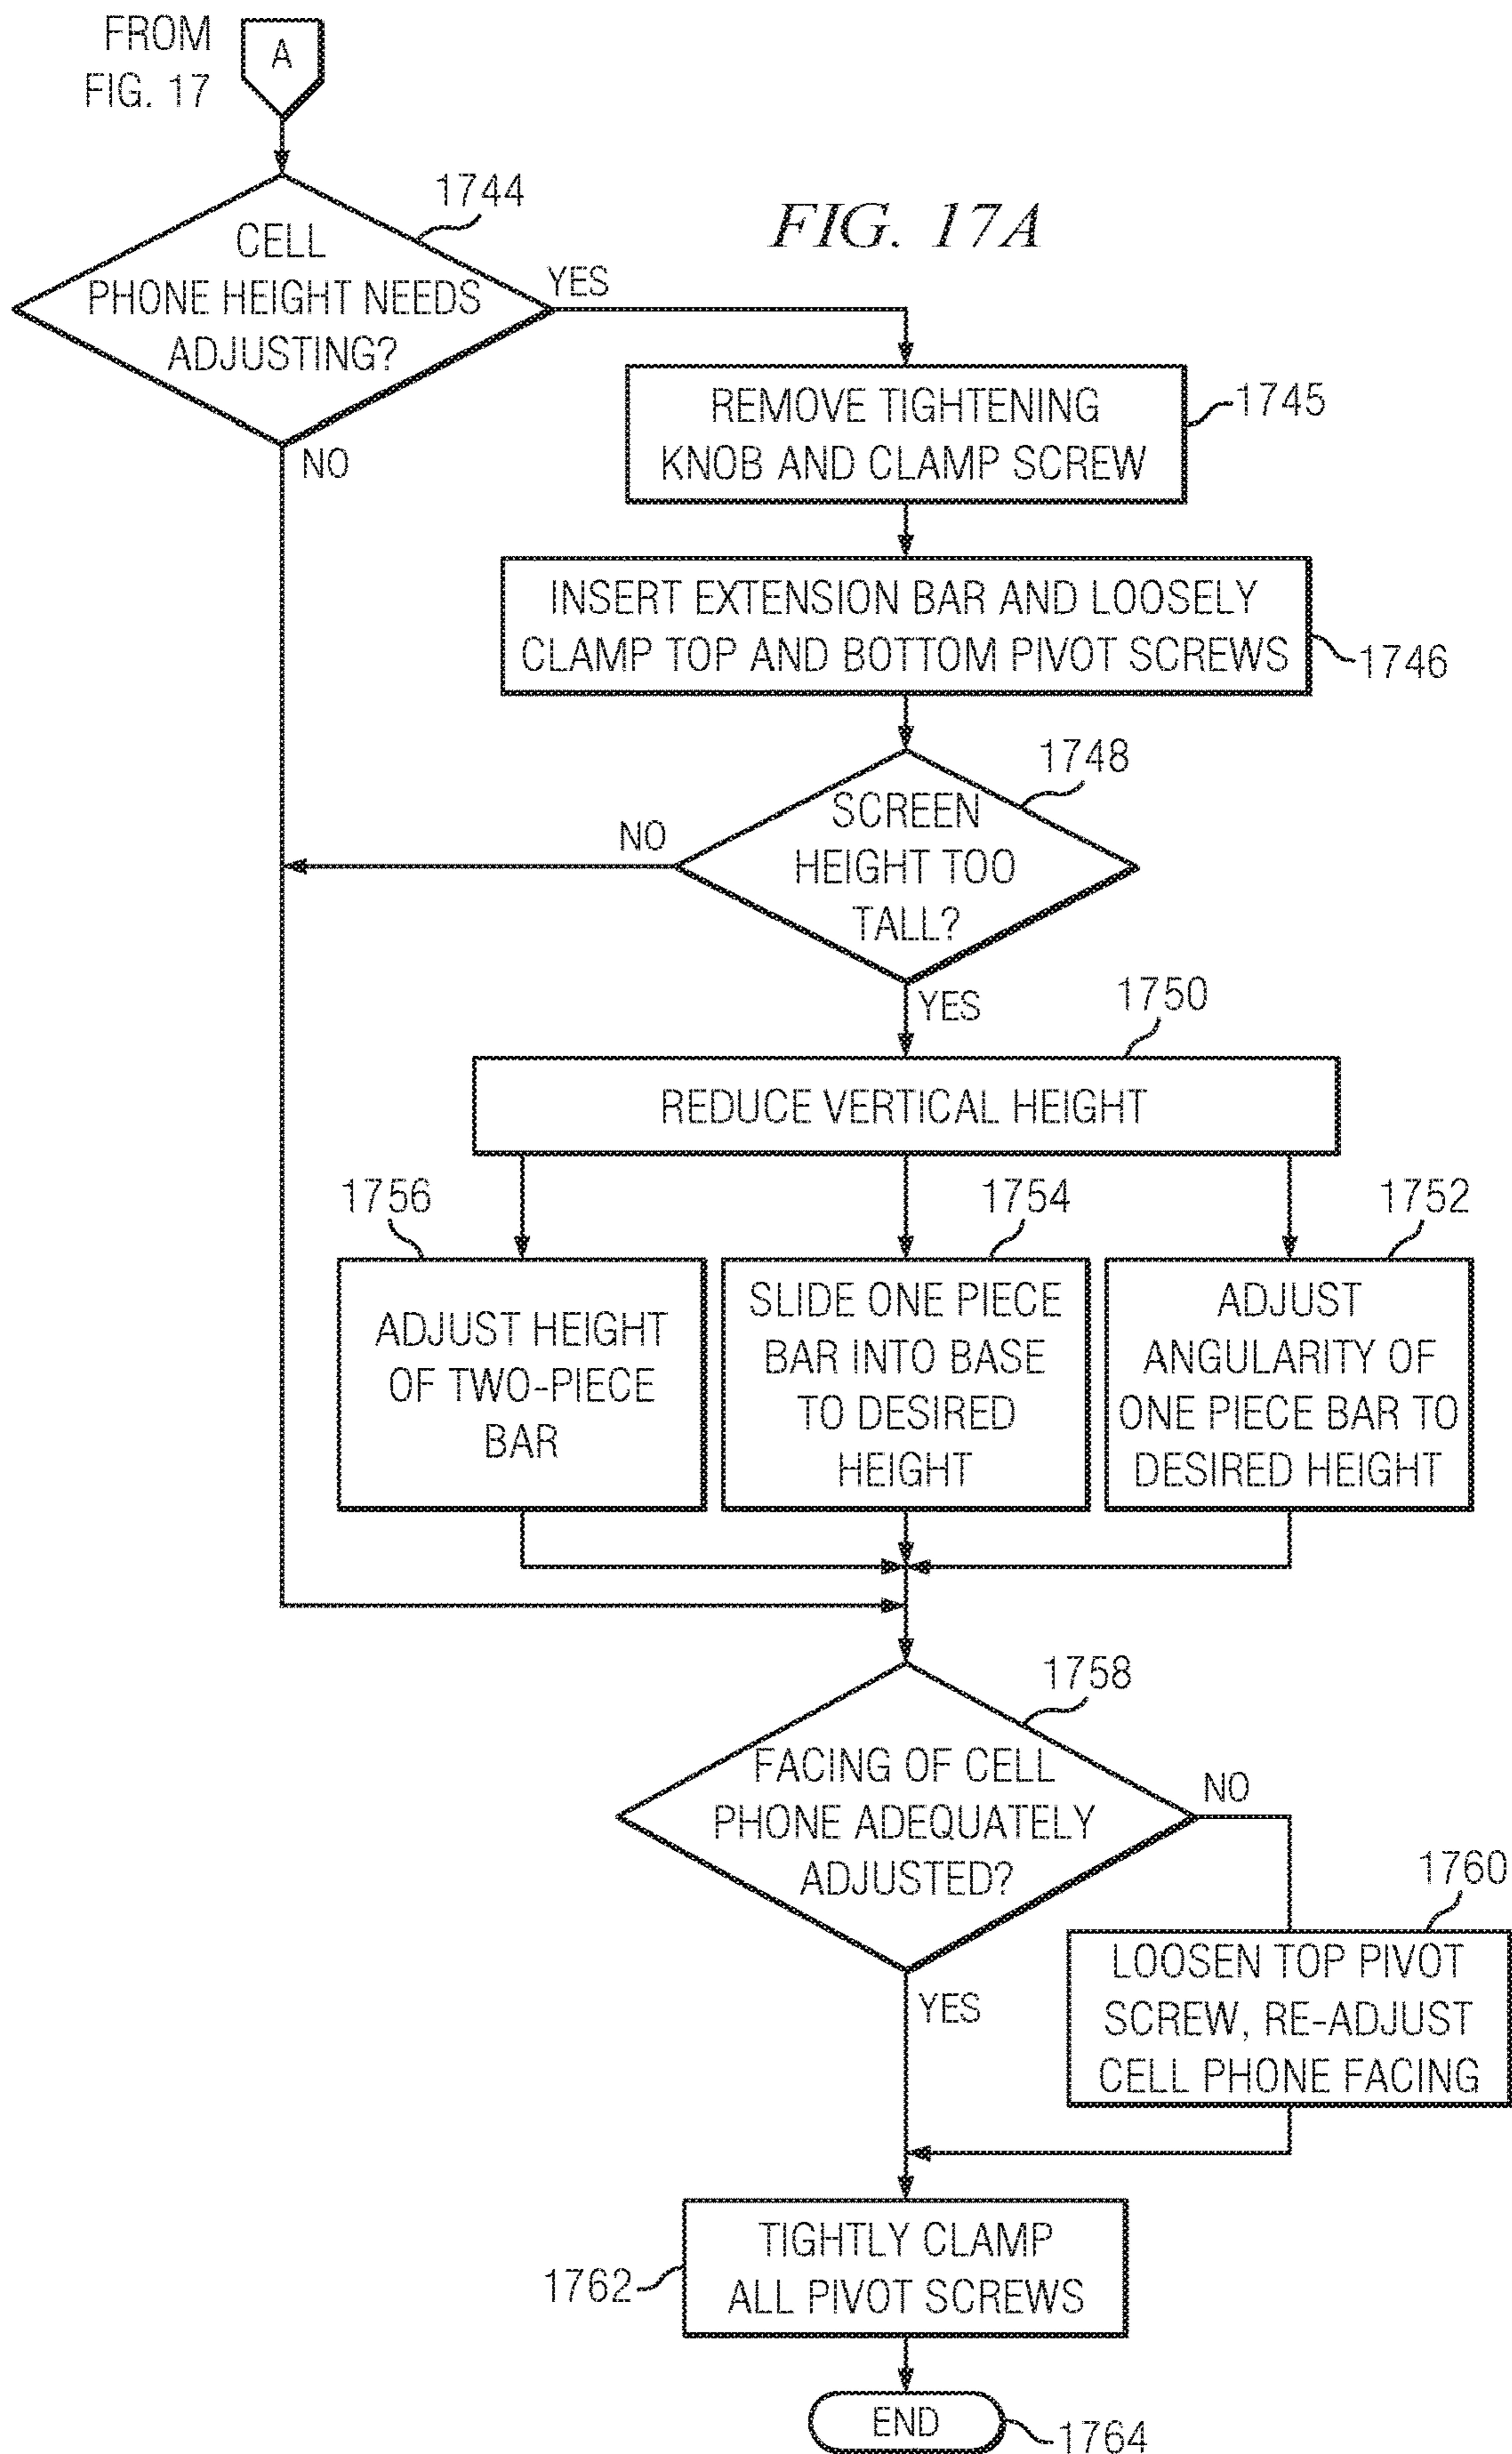 FROM
FIG. 17
A
1744
FIG. 17A
CELL
PHONE HEIGHT NEEDS
ADJUSTING?
YES
NO
REMOVE TIGHTENING
KNOB AND CLAMP SCREW
1745
INSERT EXTENSION BAR AND LOOSELY
CLAMP TOP AND BOTTOM PIVOT SCREWS
1746
1748
SCREEN
HEIGHT TOO
TALL?
NO
YES
1750
REDUCE VERTICAL HEIGHT
1756
ADJUST HEIGHT
OF TWO-PIECE
BAR
1754
SLIDE ONE PIECE
BAR INTO BASE
TO DESIRED
HEIGHT
1752
ADJUST
ANGULARITY OF
ONE PIECE BAR TO
DESIRED HEIGHT
1758
FACING OF CELL
PHONE ADEQUATELY
ADJUSTED?
NO
YES
1760
LOOSEN TOP PIVOT
SCREW, RE-ADJUST
CELL PHONE FACING
TIGHTLY CLAMP
ALL PIVOT SCREWS
1762
END
1764